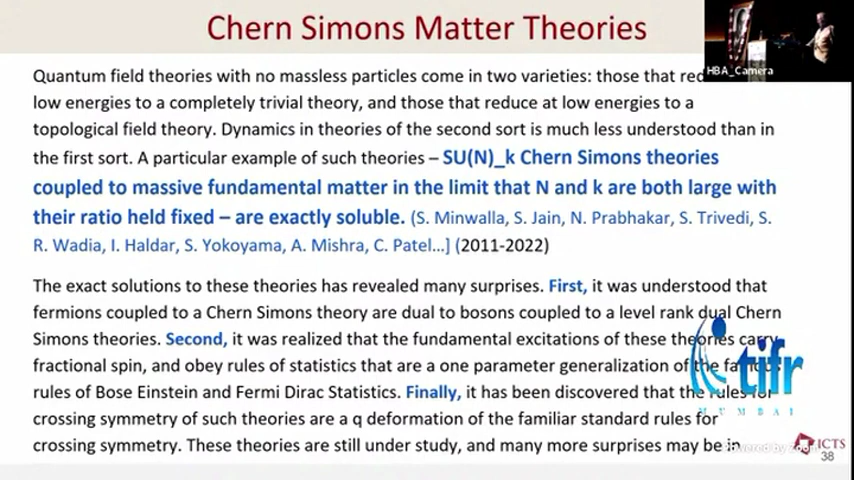 Chern Simons Matter Theories
HBA_Camera
Quantum field theories with no massless particles come in two varieties: those that
low energies to a completely trivial theory, and those that reduce at low energies to a
topological field theory. Dynamics in theories of the second sort is much less understood than in
the first sort. A particular example of such theories – SU(N)_k Chern Simons theories
coupled to massive fundamental matter in the limit that N and k are both large with
their ratio held fixed – are exactly soluble. (S. Minwalla, S. Jain, N. Prabhakar, S. Trivedi, S.
R. Wadia, I. Haldar, S. Yokoyama, A. Mishra, C. Patel…] (2011-2022)
The exact solutions to these theories has revealed many surprises. First, it was understood that
fermions coupled to a Chern Simons theory are dual to bosons coupled to a level rank dual Chern
Simons theories. Second, it was realized that the fundamental excitations of these theories carry
fractional spin, and obey rules of statistics that are a one parameter generalization of the
rules of Bose Einstein and Fermi Dirac Statistics. Finally, it has been discovered that the rules for
crossing symmetry of such theories are a q deformation of the familiar standard rules for
crossing symmetry. These theories are still under study, and many more surprises may be in
tifr
MUMBAI
Powered by Zoom
ICTS
38